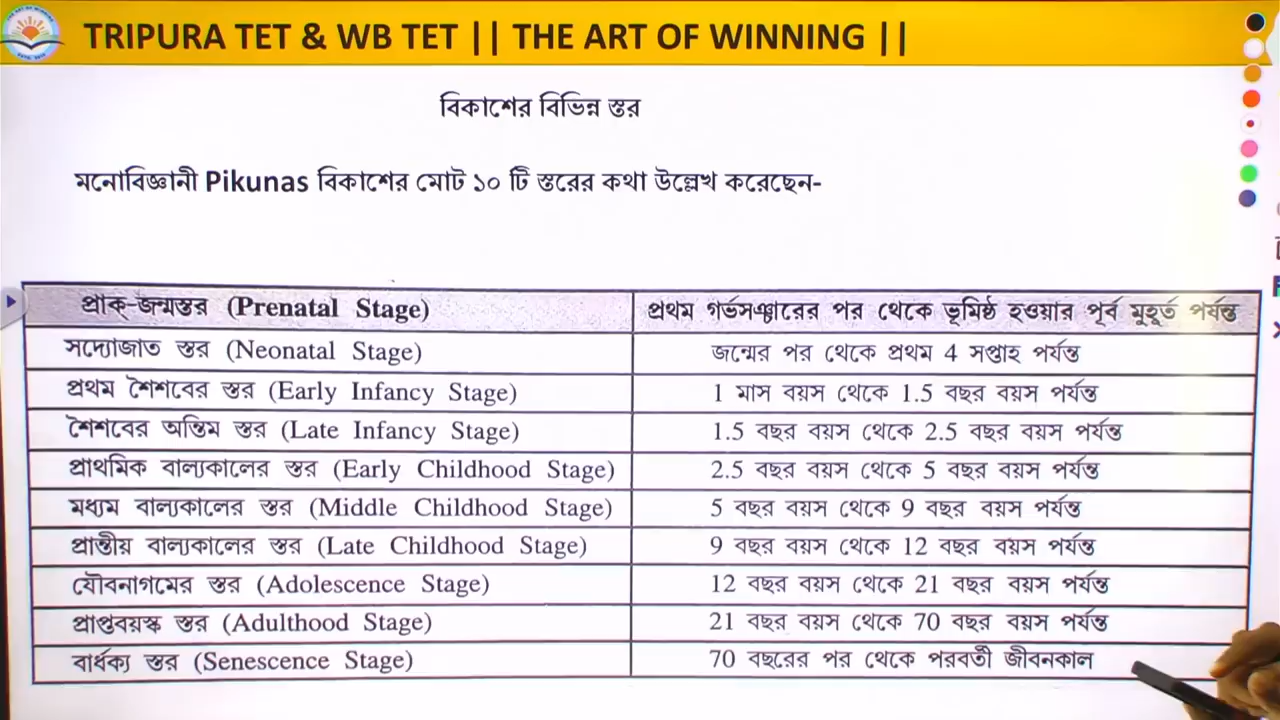 TRIPURA TET & WB TET || THE ART OF WINNING ||
বিকাশের বিভিন্ন স্তর
মনোবিজ্ঞানী Pikunas বিকাশের মোট ১০ টি স্তরের কথা উল্লেখ করেছেন-
প্রাক্-জন্মস্তর (Prenatal Stage) প্রথম গর্ভসঞ্চারের পর থেকে ভূমিষ্ঠ হওয়ার পূর্ব মুহূর্ত পর্যন্ত
সদ্যোজাত স্তর (Neonatal Stage) জন্মের পর থেকে প্রথম 4 সপ্তাহ পর্যন্ত
প্রথম শৈশবের স্তর (Early Infancy Stage) 1 মাস বয়স থেকে 1.5 বছর বয়স পর্যন্ত
শৈশবের অন্তিম স্তর (Late Infancy Stage) 1.5 বছর বয়স থেকে 2.5 বছর বয়স পর্যন্ত
প্রাথমিক বাল্যকালের স্তর (Early Childhood Stage) 2.5 বছর বয়স থেকে 5 বছর বয়স পর্যন্ত
মধ্যম বাল্যকালের স্তর (Middle Childhood Stage) 5 বছর বয়স থেকে 9 বছর বয়স পর্যন্ত
প্রান্তীয় বাল্যকালের স্তর (Late Childhood Stage) 9 বছর বয়স থেকে 12 বছর বয়স পর্যন্ত
যৌবনাগমের স্তর (Adolescence Stage) 12 বছর বয়স থেকে 21 বছর বয়স পর্যন্ত
প্রাপ্তবয়স্ক স্তর (Adulthood Stage) 21 বছর বয়স থেকে 70 বছর বয়স পর্যন্ত
বার্ধক্য স্তর (Senescence Stage) 70 বছরের পর থেকে পরবর্তী জীবনকাল